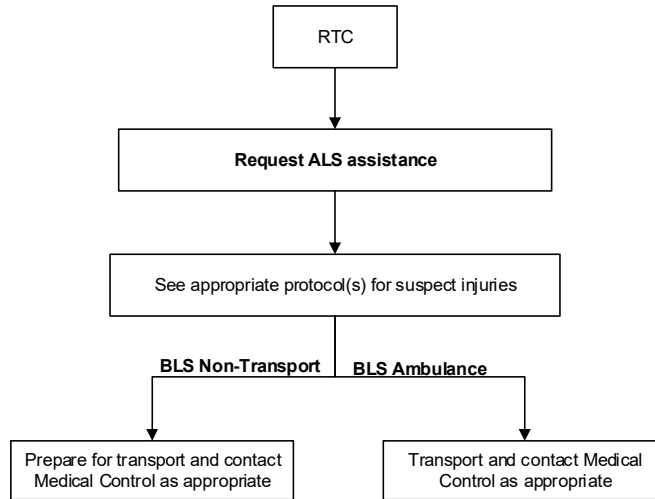 RTC
Request ALS assistance
See appropriate protocol(s) for suspect injuries
BLS Non-Transport
BLS Ambulance
Prepare for transport and contact
Medical Control as appropriate
Transport and contact Medical
Control as appropriate